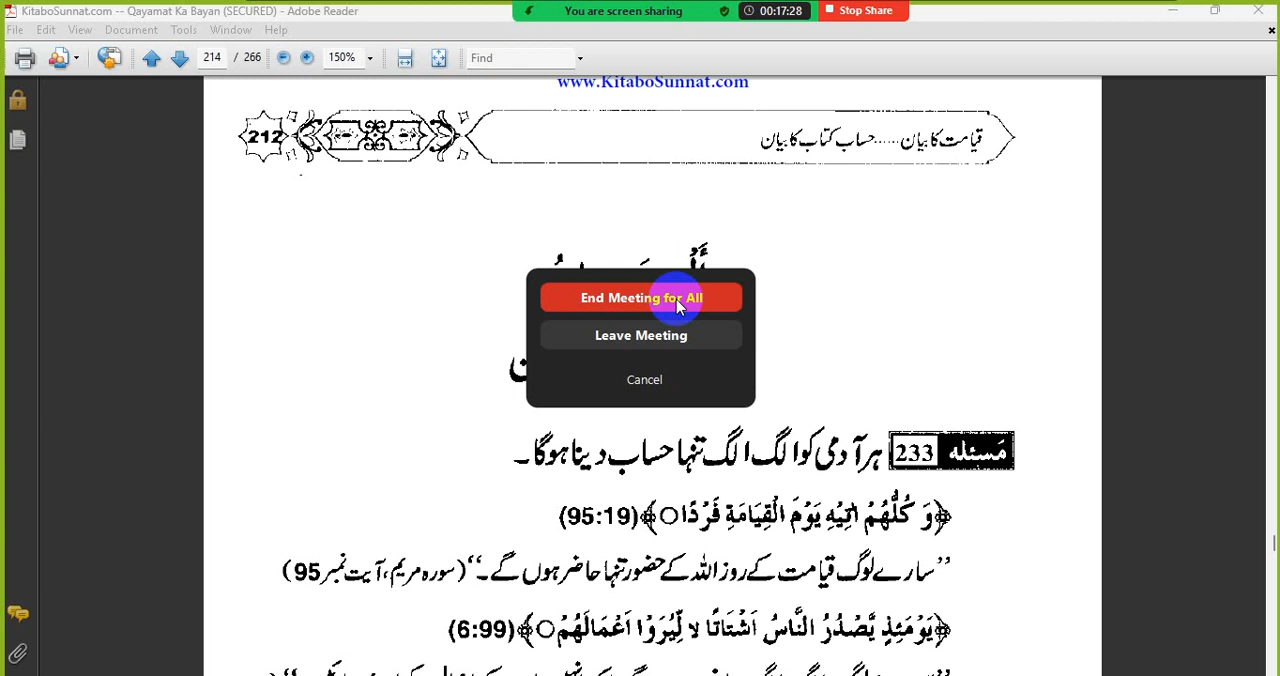 KitaboSunnat.com -- Qayamat Ka Bayan (SECURED) - Adobe Reader
You are screen sharing
00:17:28
Stop Share
File Edit View Document Tools Window Help
214 / 266
150%
Find
www.KitaboSunnat.com
212
قیامت کا بیان......حساب کتاب کا بیان
End Meeting for All
Leave Meeting
Cancel
مَسئله 233 ہر آدمی کو الگ الگ تنہا حساب دینا ہوگا۔
﴿وَ كُلُّهُمْ اٰتِيْهِ يَوْمَ الْقِيَامَةِ فَرْدًا○﴾(95:19)
’’سارے لوگ قیامت کے روز اللہ کے حضور تنہا حاضر ہوں گے۔‘‘ (سورہ مریم، آیت نمبر 95)
﴿يَوْمَئِذٍ يَّصْدُرُ النَّاسُ اَشْتَاتًا لا لِّيُرَوْا اَعْمَالَهُمْ○﴾(6:99)